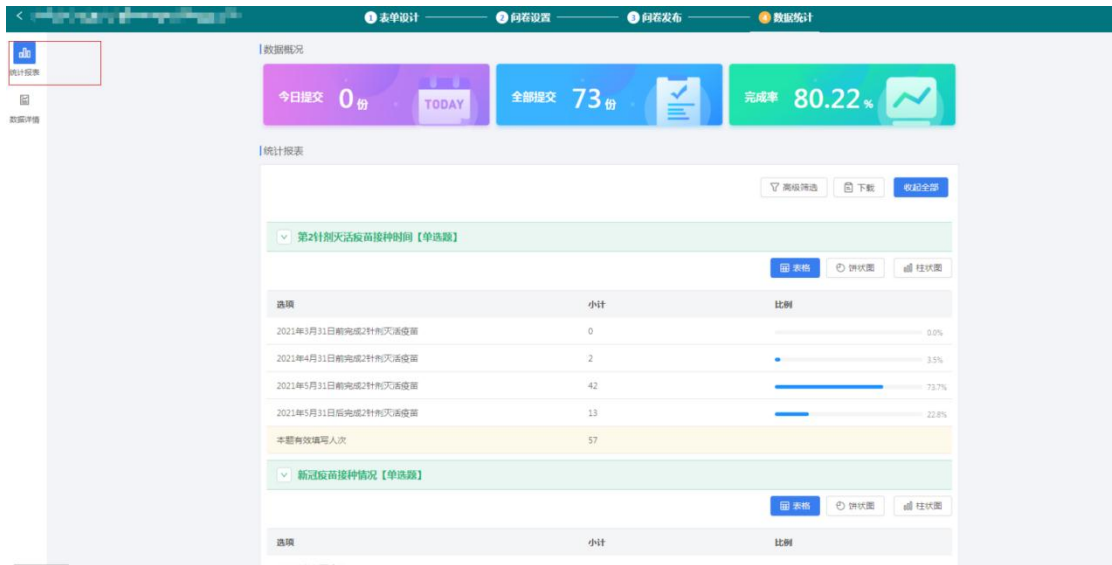 1 表单设计 2 问卷设置 3 问卷发布 4 数据统计
统计报表
数据详情
数据概况
今日提交 0 份 TODAY
全部提交 73 份
完成率 80.22 %
统计报表
高级筛选 下载 收起全部
第2针剂灭活疫苗接种时间【单选题】
表格 饼状图 柱状图
选项 小计 比例
2021年3月31日前完成2针剂灭活疫苗 0 0.0%
2021年4月31日前完成2针剂灭活疫苗 2 3.5%
2021年5月31日前完成2针剂灭活疫苗 42 73.7%
2021年5月31日后完成2针剂灭活疫苗 13 22.8%
本题有效填写人次 57
新冠疫苗接种情况【单选题】
表格 饼状图 柱状图
选项 小计 比例